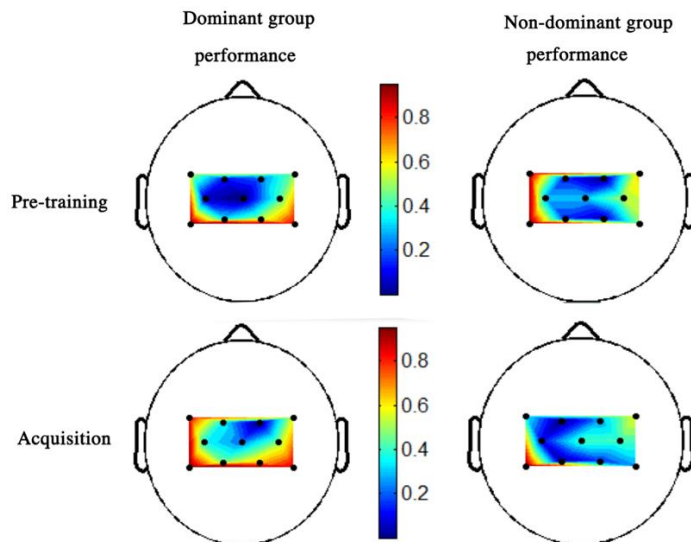 Dominant group
performance
Non-dominant group
performance
Pre-training
0.8
0.6
0.4
0.2
Acquisition
0.8
0.6
0.4
0.2